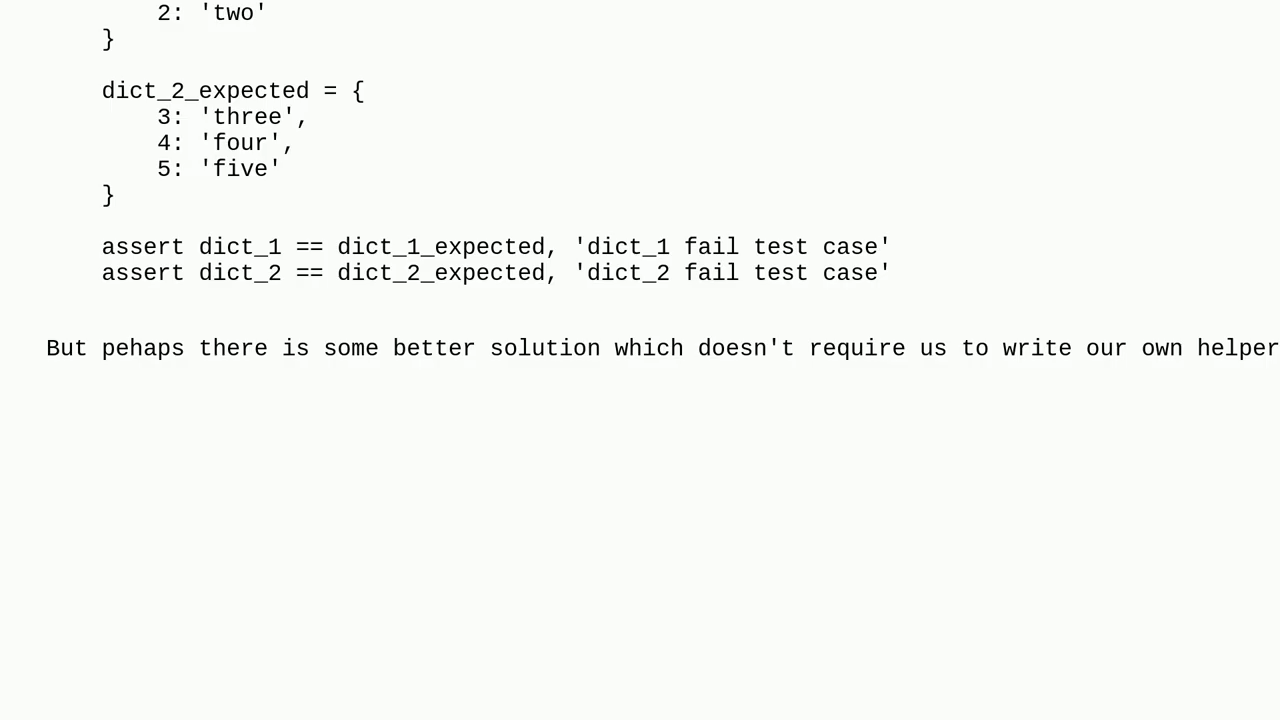 2: 'two'
}
dict_2_expected = {
3: 'three',
4: 'four',
5: 'five'
}
assert dict_1 == dict_1_expected, 'dict_1 fail test case'
assert dict_2 == dict_2_expected, 'dict_2 fail test case'
But pehaps there is some better solution which doesn't require us to write our own helper